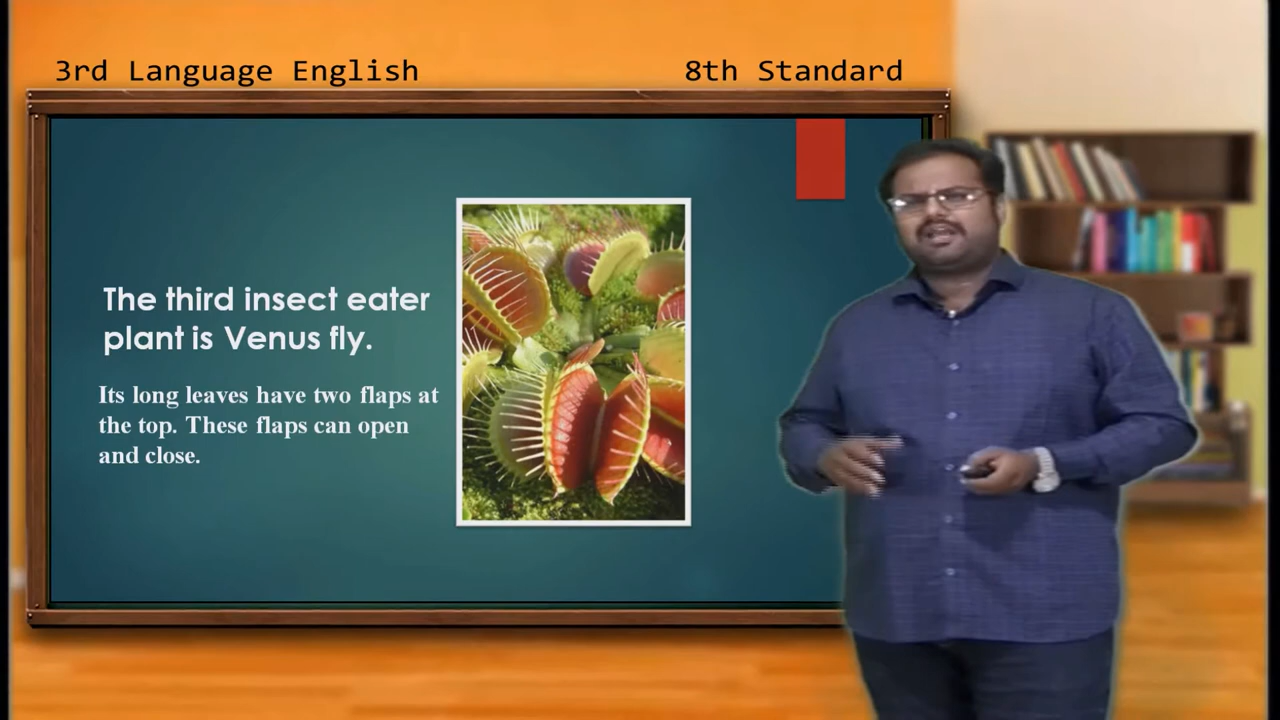 3rd Language English
8th Standard
The third insect eater
plant is Venus fly.
Its long leaves have two flaps at
the top. These flaps can open
and close.